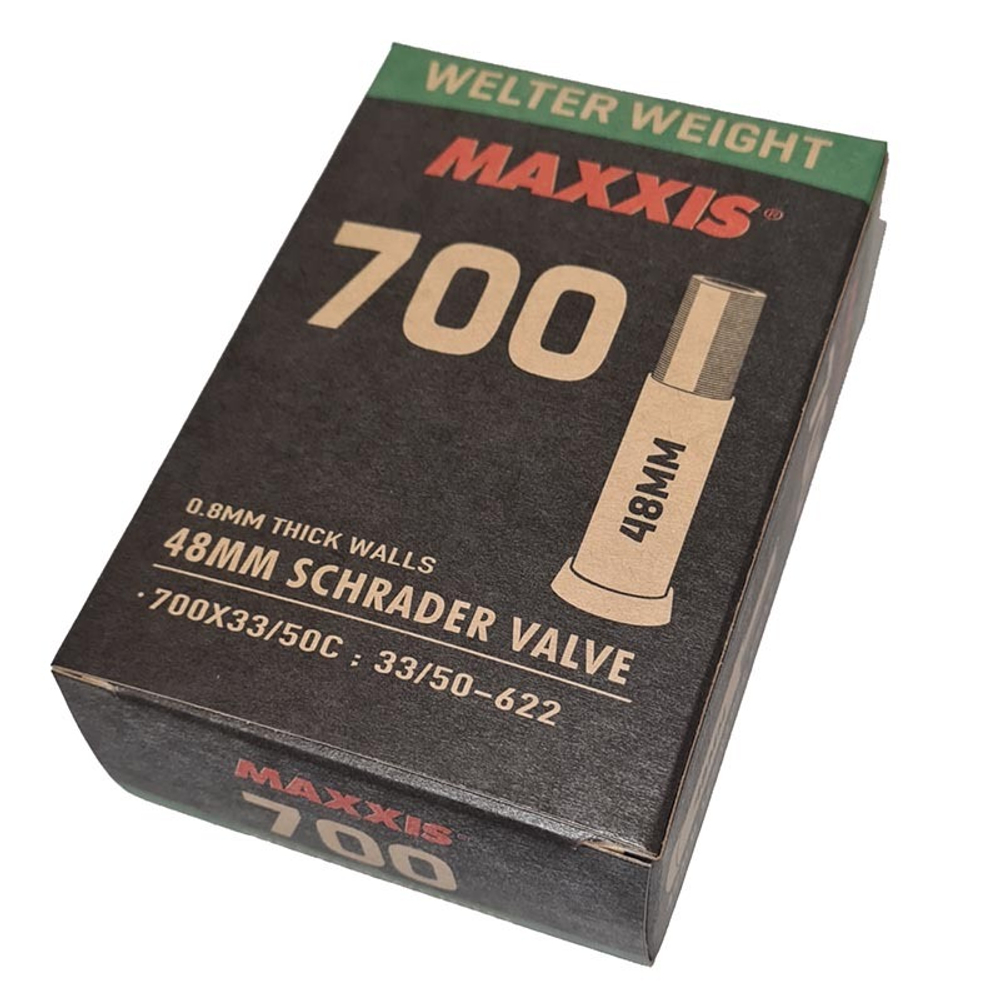 WELTER WEIGHT
MAXXIS®
700
48MM
0.8MM THICK WALLS
48MM SCHRADER VALVE
·700X33/50C : 33/50-622
MAXXIS
700